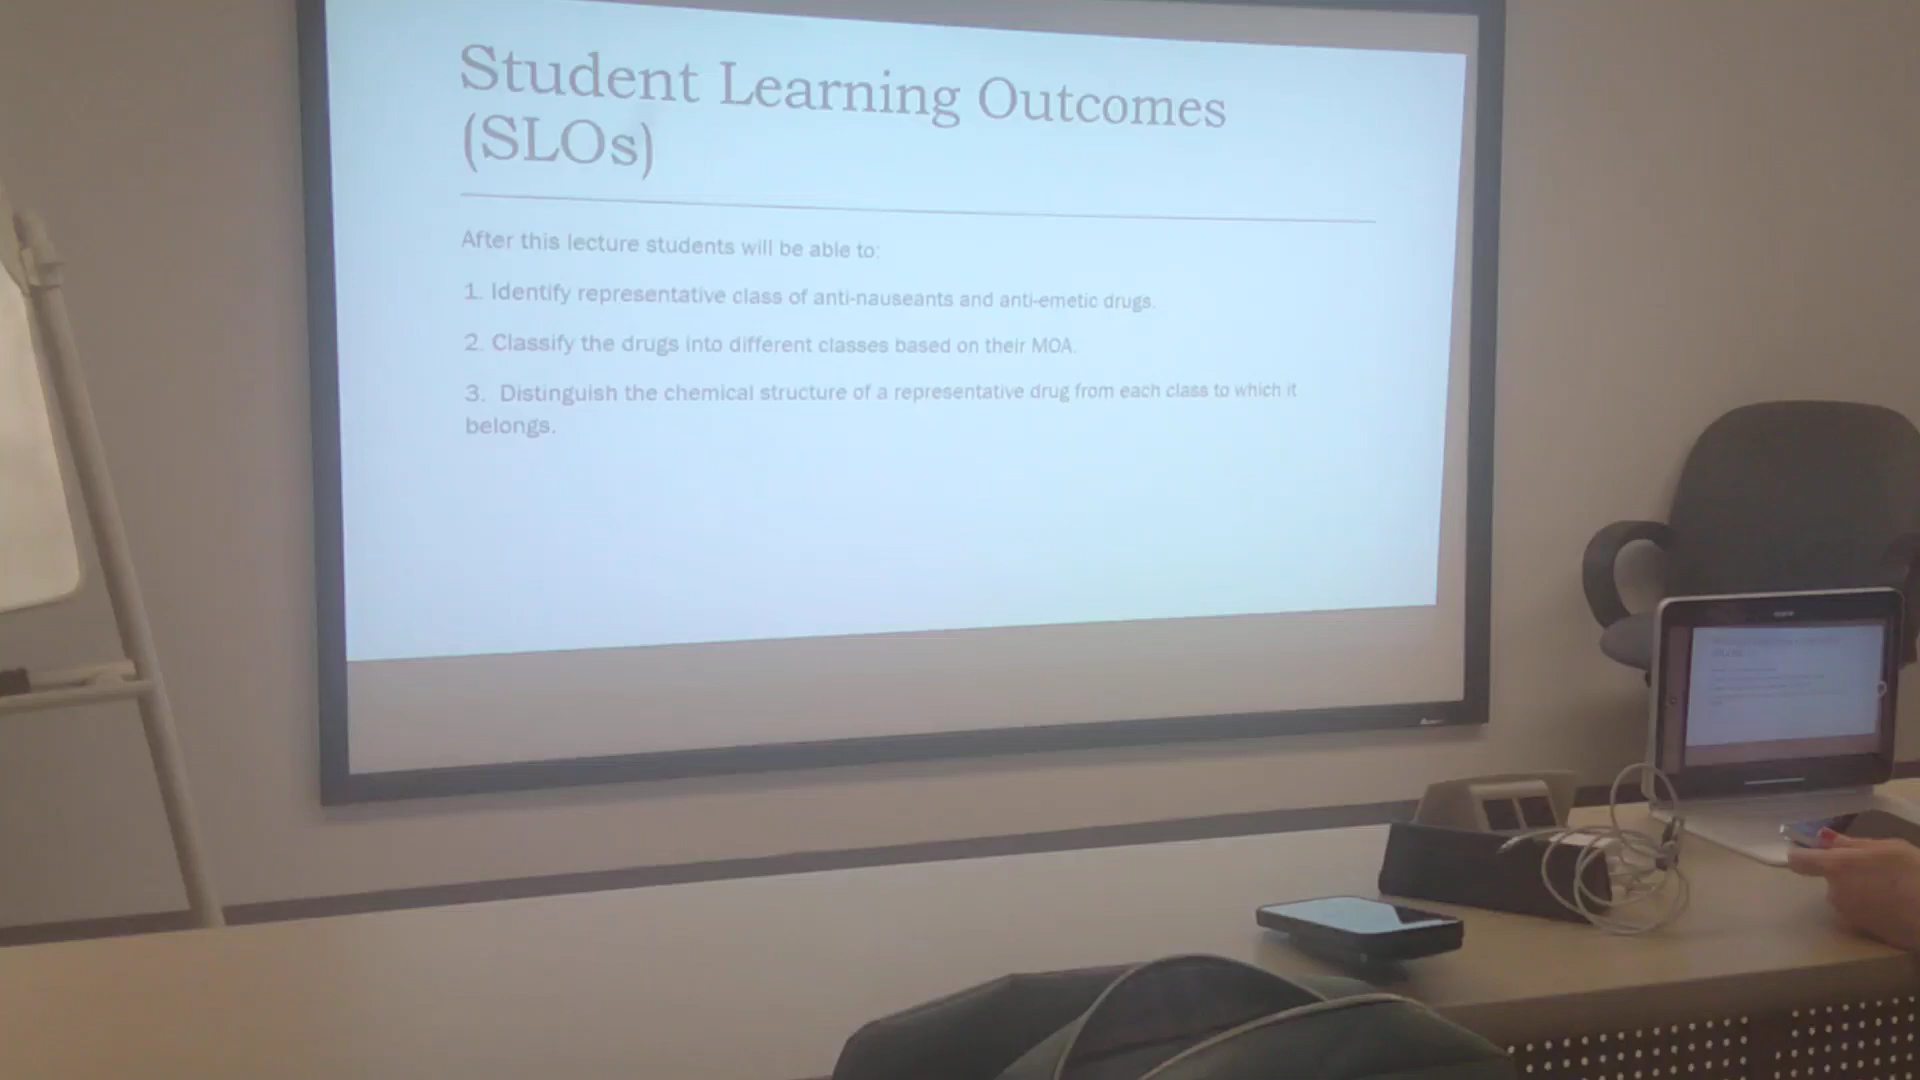 Student Learning Outcomes
(SLOs)
After this lecture students will be able to:
1. Identify representative class of anti-nauseants and anti-emetic drugs.
2. Classify the drugs into different classes based on their MOA.
3. Distinguish the chemical structure of a representative drug from each class to which it
belongs.